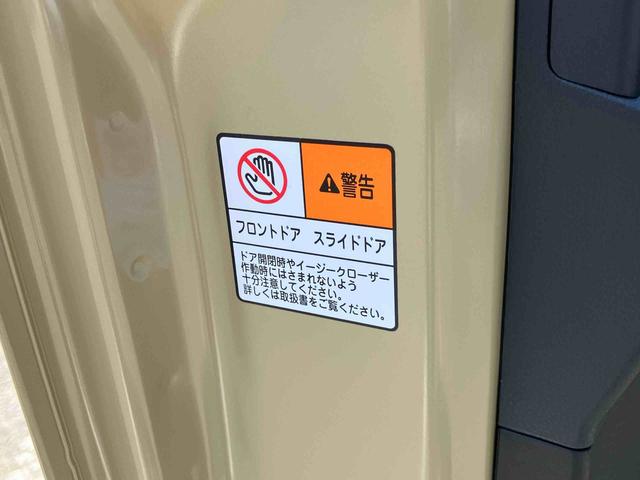 警告
フロントドア スライドドア
ドア開閉時やイージークローザー
作動時にはさまれないよう
十分注意してください。
詳しくは取扱書をご覧ください。